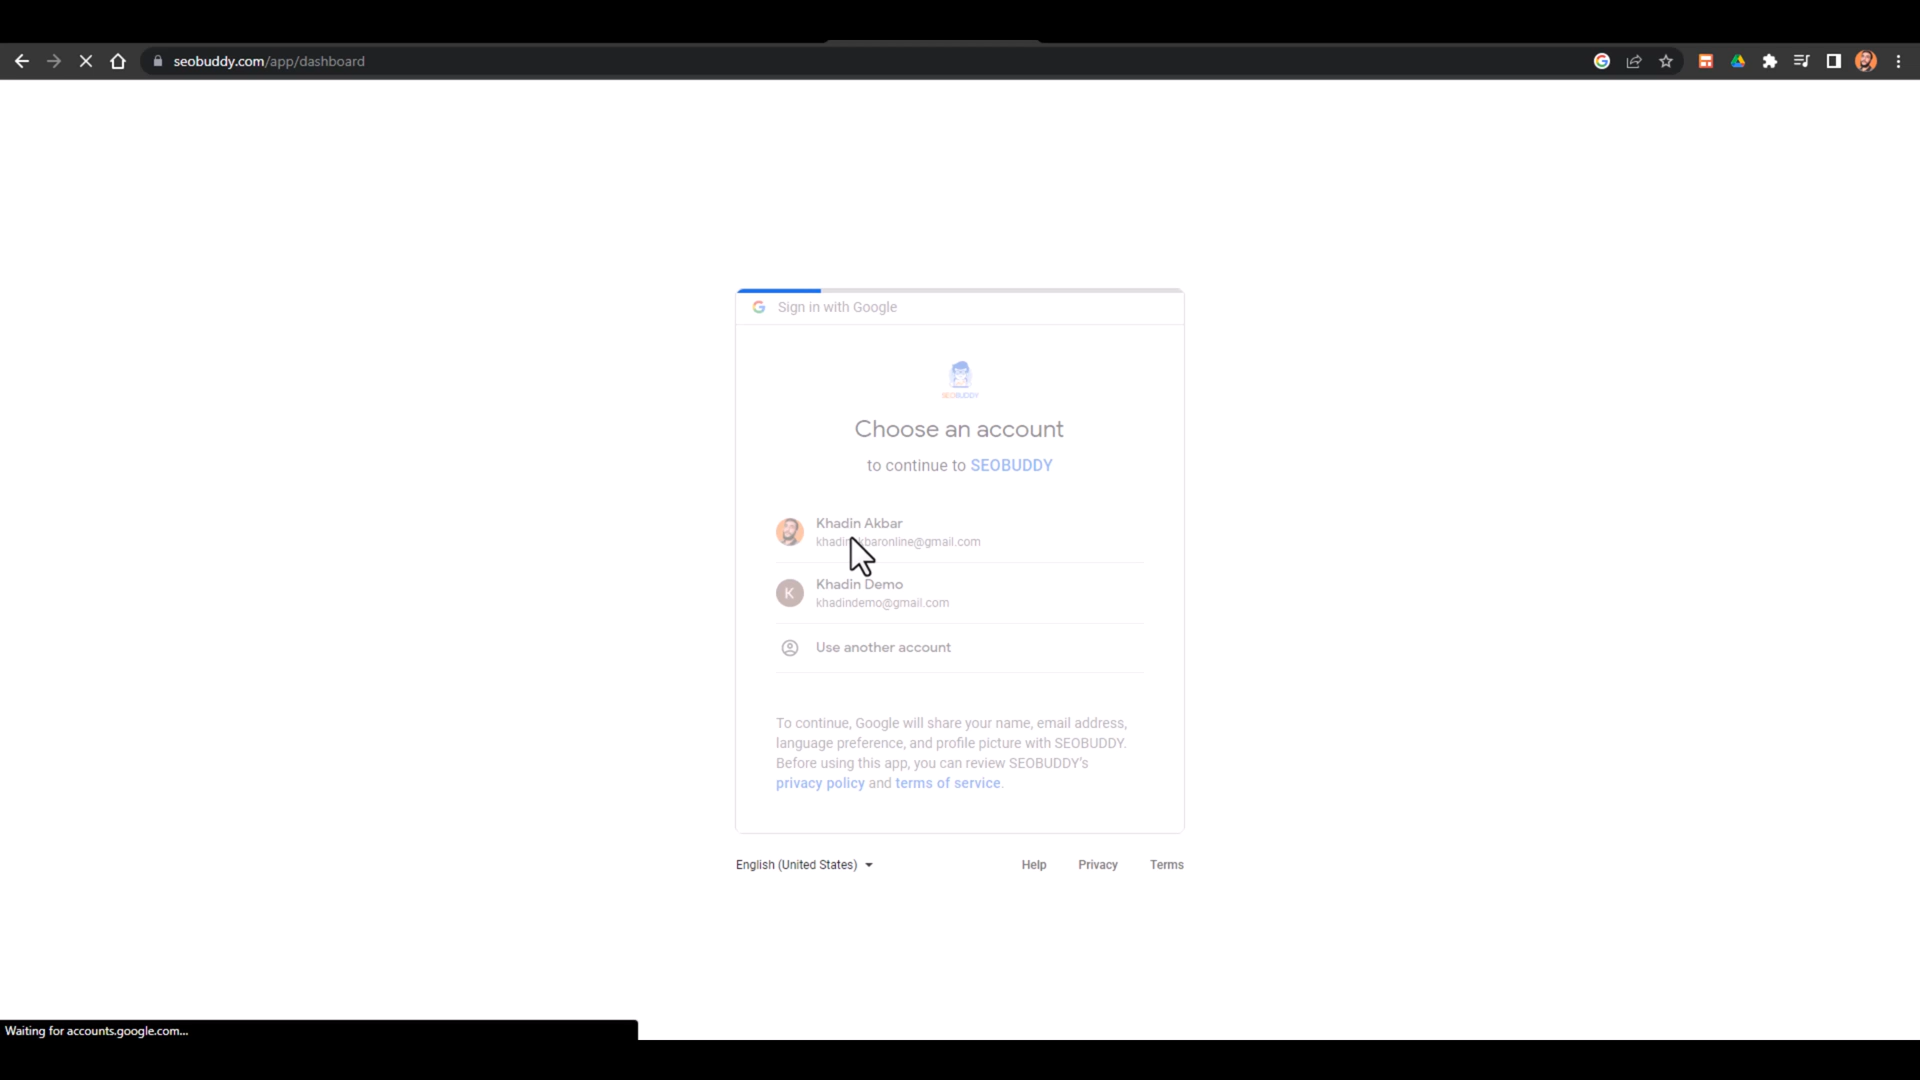 seobuddy.com/app/dashboard
Sign in with Google
SEOBUDDY
Choose an account
to continue to SEOBUDDY
Khadin Akbar
khadinakbaronline@gmail.com
K
Khadin Demo
khadindemo@gmail.com
Use another account
To continue, Google will share your name, email address,
language preference, and profile picture with SEOBUDDY.
Before using this app, you can review SEOBUDDY's
privacy policy and terms of service.
English (United States)
Help
Privacy
Terms
Waiting for accounts.google.com...